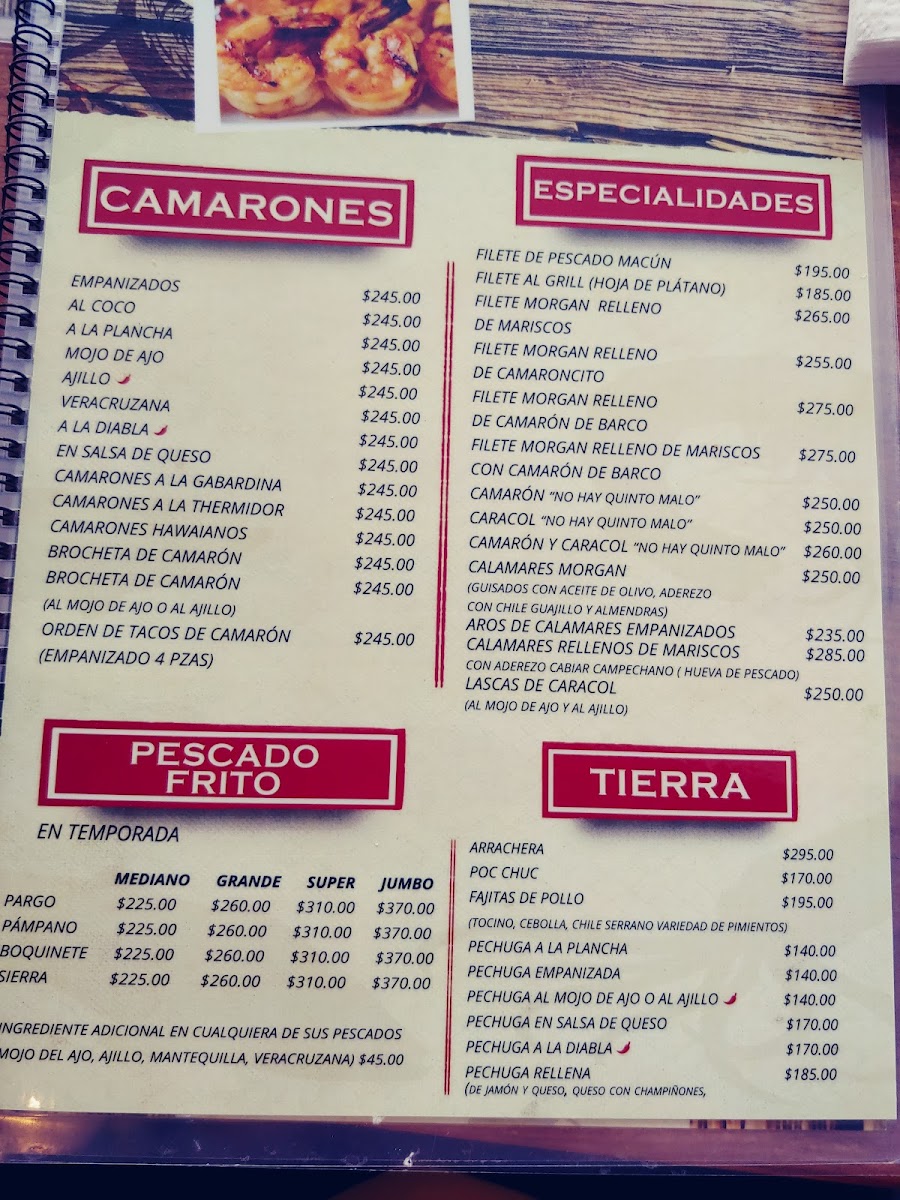 CAMARONES
EMPANIZADOS $245.00
AL COCO $245.00
A LA PLANCHA $245.00
MOJO DE AJO $245.00
AJILLO $245.00
VERACRUZANA $245.00
A LA DIABLA $245.00
EN SALSA DE QUESO $245.00
CAMARONES A LA GABARDINA $245.00
CAMARONES A LA THERMIDOR $245.00
CAMARONES HAWAIANOS $245.00
BROCHETA DE CAMARÓN $245.00
BROCHETA DE CAMARÓN $245.00
(AL MOJO DE AJO O AL AJILLO)
ORDEN DE TACOS DE CAMARÓN $245.00
(EMPANIZADO 4 PZAS)
ESPECIALIDADES
FILETE DE PESCADO MACÚN $195.00
FILETE AL GRILL (HOJA DE PLÁTANO) $185.00
FILETE MORGAN RELLENO $265.00
DE MARISCOS
FILETE MORGAN RELLENO $255.00
DE CAMARONCITO
FILETE MORGAN RELLENO $275.00
DE CAMARÓN DE BARCO
FILETE MORGAN RELLENO DE MARISCOS $275.00
CON CAMARÓN DE BARCO
CAMARÓN “NO HAY QUINTO MALO” $250.00
CARACOL “NO HAY QUINTO MALO” $250.00
CAMARÓN Y CARACOL “NO HAY QUINTO MALO” $260.00
CALAMARES MORGAN $250.00
(GUISADOS CON ACEITE DE OLIVO, ADEREZO
CON CHILE GUAJILLO Y ALMENDRAS)
AROS DE CALAMARES EMPANIZADOS $235.00
CALAMARES RELLENOS DE MARISCOS $285.00
CON ADEREZO CABIAR CAMPECHANO ( HUEVA DE PESCADO)
LASCAS DE CARACOL $250.00
(AL MOJO DE AJO Y AL AJILLO)
PESCADO
FRITO
EN TEMPORADA
MEDIANO GRANDE SUPER JUMBO
PARGO $225.00 $260.00 $310.00 $370.00
PÁMPANO $225.00 $260.00 $310.00 $370.00
BOQUINETE $225.00 $260.00 $310.00 $370.00
SIERRA $225.00 $260.00 $310.00 $370.00
INGREDIENTE ADICIONAL EN CUALQUIERA DE SUS PESCADOS
MOJO DEL AJO, AJILLO, MANTEQUILLA, VERACRUZANA) $45.00
TIERRA
ARRACHERA $295.00
POC CHUC $170.00
FAJITAS DE POLLO $195.00
(TOCINO, CEBOLLA, CHILE SERRANO VARIEDAD DE PIMIENTOS)
PECHUGA A LA PLANCHA $140.00
PECHUGA EMPANIZADA $140.00
PECHUGA AL MOJO DE AJO O AL AJILLO $140.00
PECHUGA EN SALSA DE QUESO $170.00
PECHUGA A LA DIABLA $170.00
PECHUGA RELLENA $185.00
(DE JAMÓN Y QUESO, QUESO CON CHAMPIÑONES,